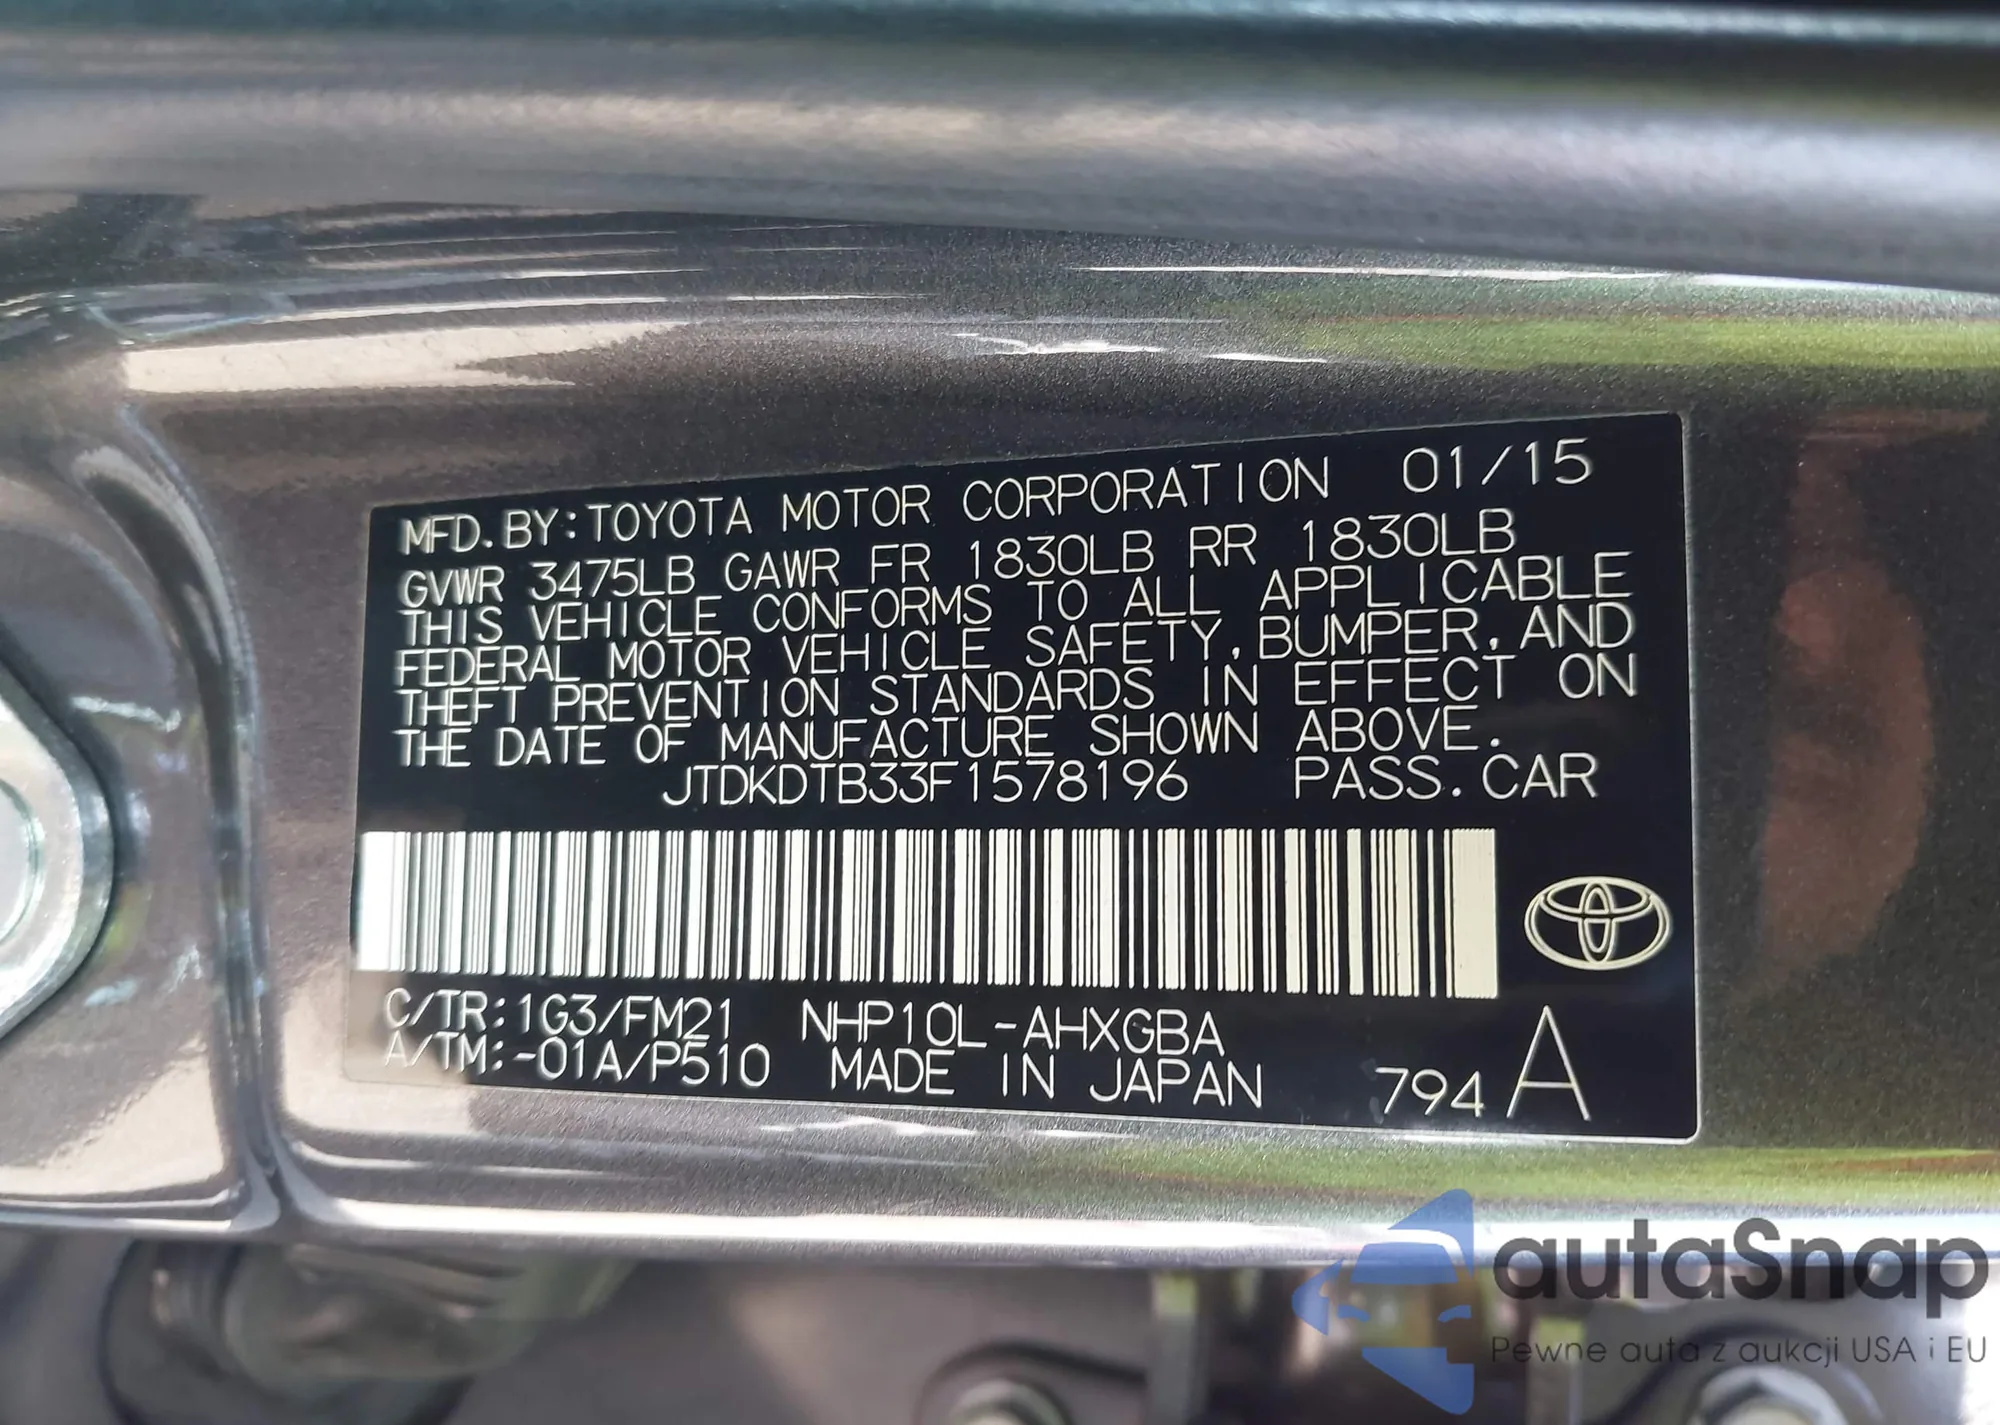 MFD.BY:TOYOTA MOTOR CORPORATION 01/15
GVWR 3475LB GAWR FR 1830LB RR 1830LB
THIS VEHICLE CONFORMS TO ALL APPLICABLE
FEDERAL MOTOR VEHICLE SAFETY, BUMPER, AND
THEFT PREVENTION STANDARDS IN EFFECT ON
THE DATE OF MANUFACTURE SHOWN ABOVE.
JTDKDTB33F1578196 PASS.CAR
C/TR:1G3/FM21 NHP10L-AHXGBA
A/TM:-01A/P510 MADE IN JAPAN 794 A
autaSnap
Pewne auta z aukcji USA i EU